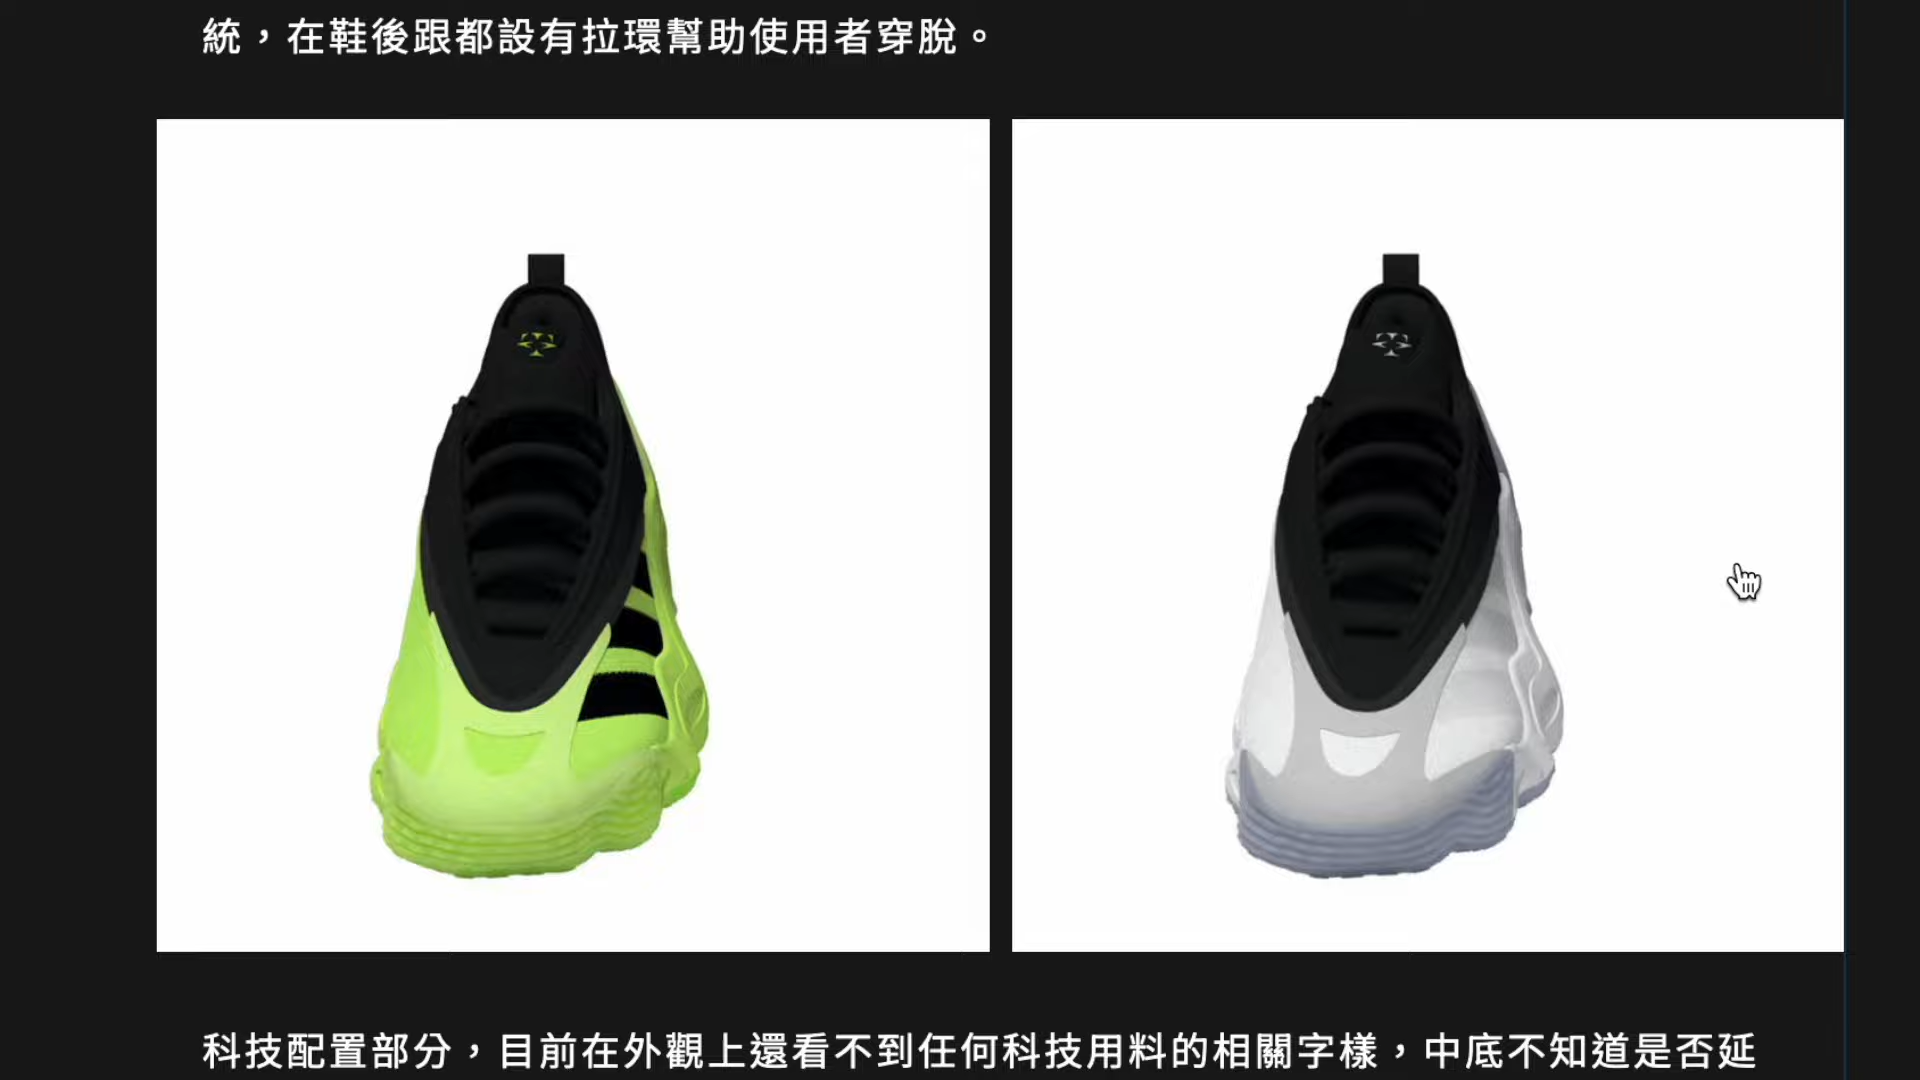 統，在鞋後跟都設有拉環幫助使用者穿脫。
科技配置部分，目前在外觀上還看不到任何科技用料的相關字樣，中底不知道是否延